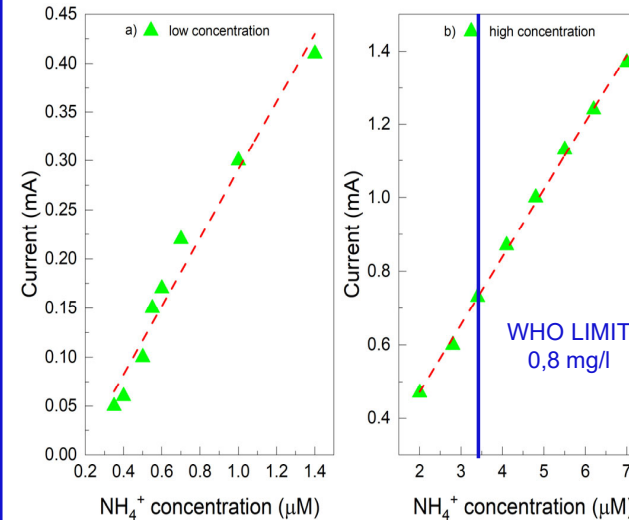 a) low concentration
0.45
0.40
0.35
0.30
0.25
0.20
0.15
0.10
0.05
0.00
Current (mA)
0.2 0.4 0.6 0.8 1.0 1.2 1.4
NH₄⁺ concentration (μM)
b) high concentration
1.4
1.2
1.0
0.8
0.6
0.4
Current (mA)
WHO LIMIT
0,8 mg/l
2 3 4 5 6 7
NH₄⁺ concentration (μM)